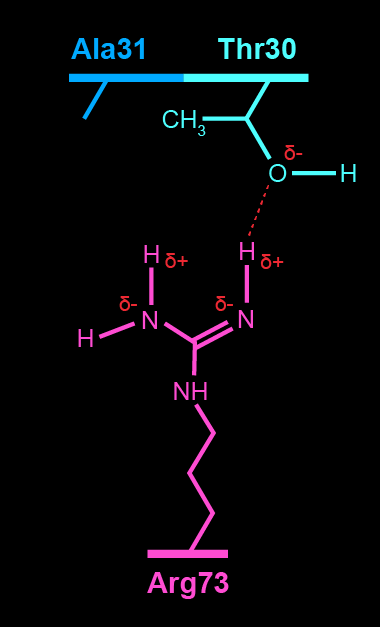 Ala31 Thr30
CH₃
δ-
O H
H δ+ H δ+
δ- δ-
H N N
NH
Arg73